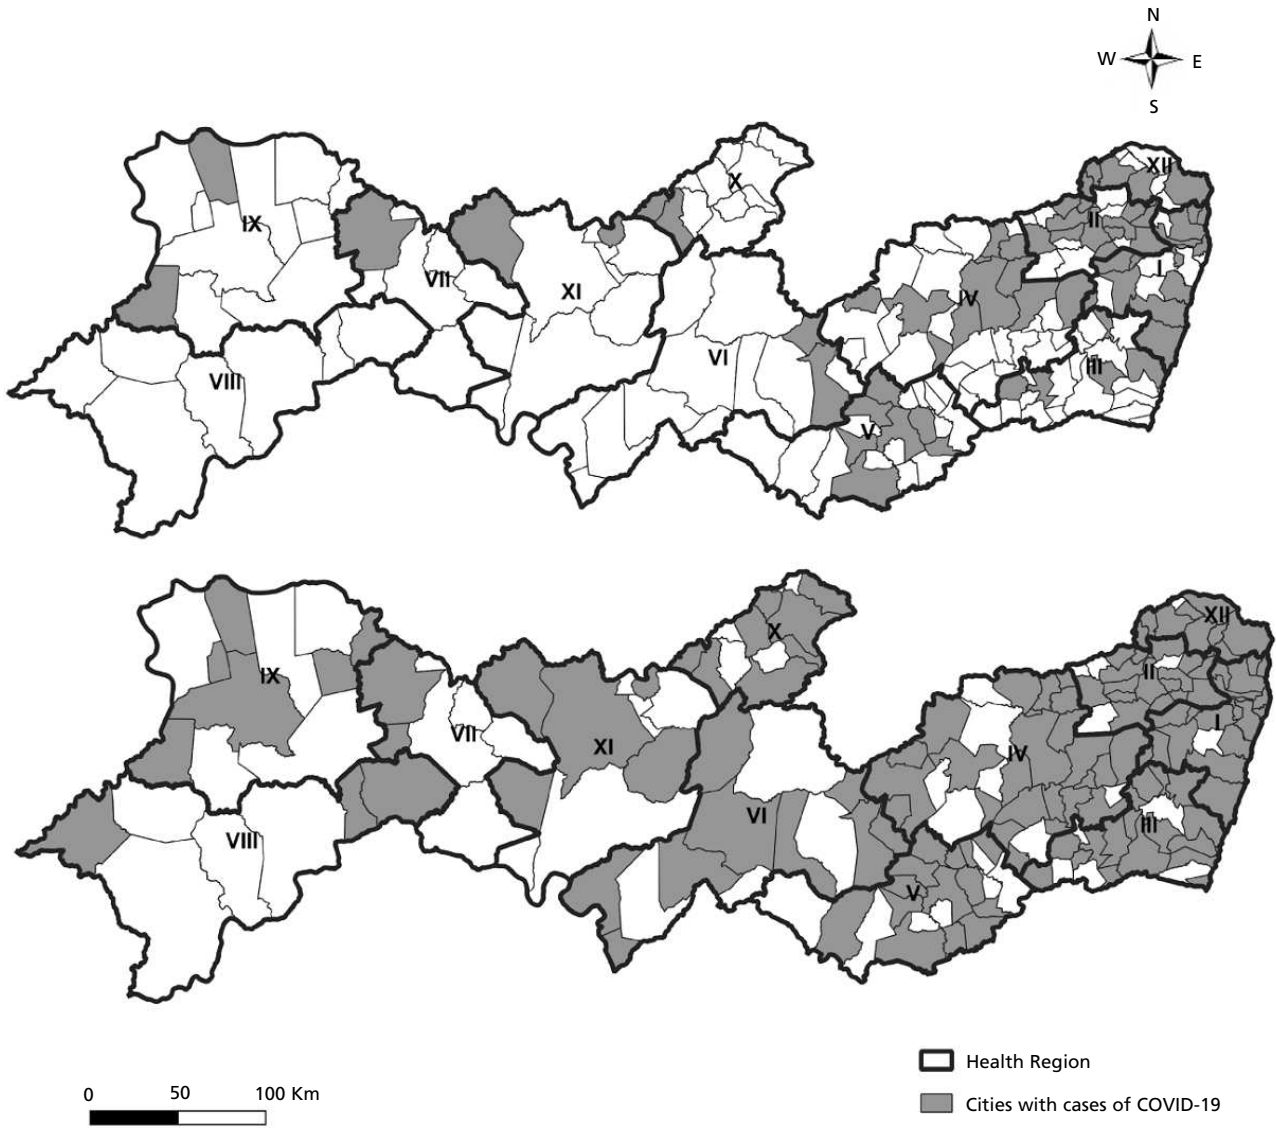 N
W E
S
XII
X
II
IX
I
VII
XI
IV
VI
III
VIII
V
XII
X
II
IX
I
VII
XI
IV
VI
III
VIII
V
Health Region
0 50 100 Km
Cities with cases of COVID-19